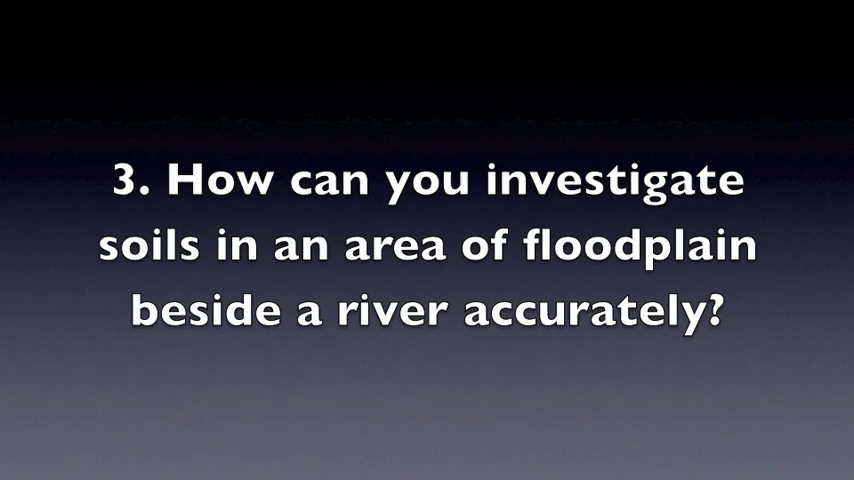 3. How can you investigate
soils in an area of floodplain
beside a river accurately?